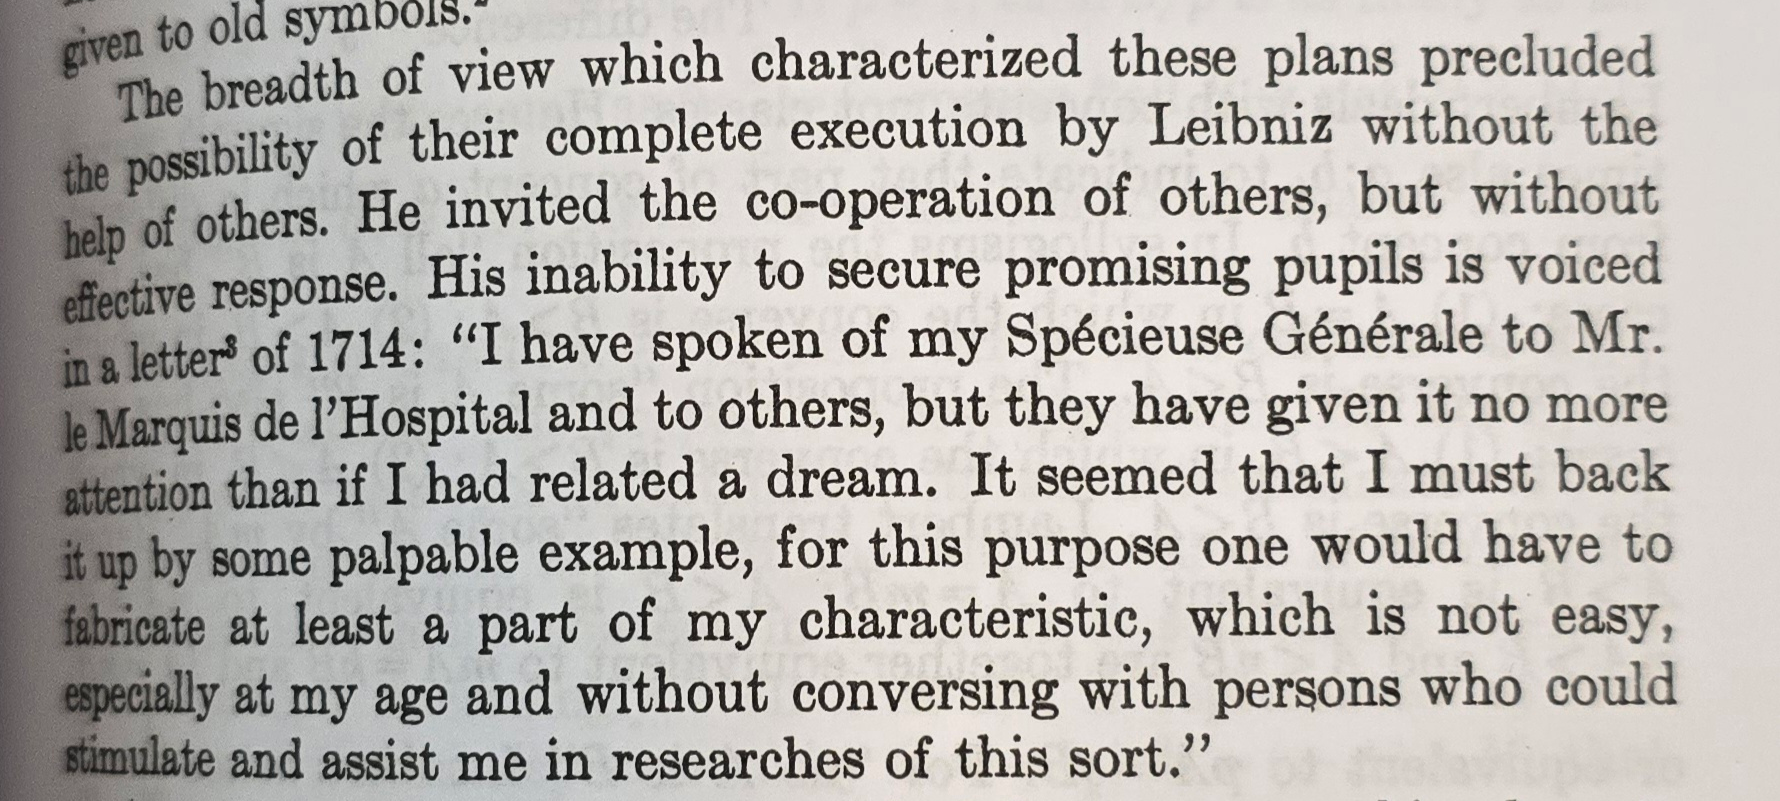 given to old symbols.²
The breadth of view which characterized these plans precluded
the possibility of their complete execution by Leibniz without the
help of others. He invited the co-operation of others, but without
effective response. His inability to secure promising pupils is voiced
in a letter³ of 1714: “I have spoken of my Spécieuse Générale to Mr.
le Marquis de l’Hospital and to others, but they have given it no more
attention than if I had related a dream. It seemed that I must back
it up by some palpable example, for this purpose one would have to
fabricate at least a part of my characteristic, which is not easy,
especially at my age and without conversing with persons who could
stimulate and assist me in researches of this sort.”